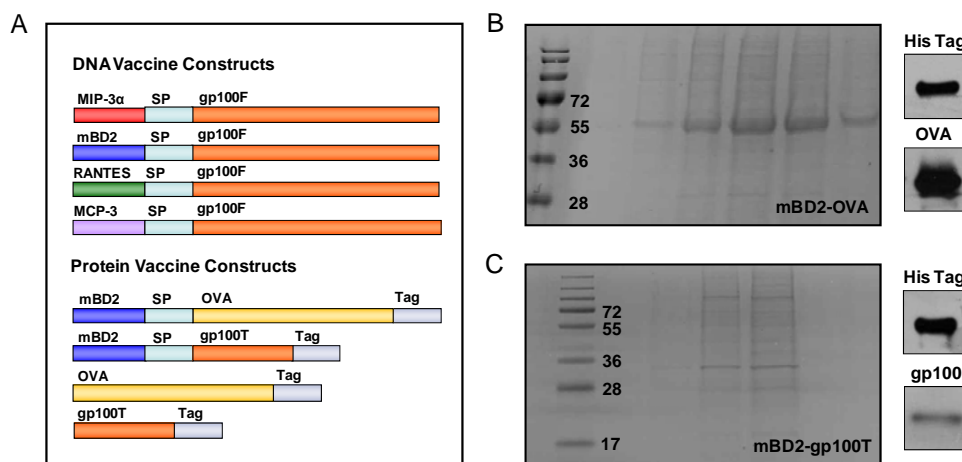 A
DNA Vaccine Constructs
MIP-3α SP gp100F
mBD2 SP gp100F
RANTES SP gp100F
MCP-3 SP gp100F
Protein Vaccine Constructs
mBD2 SP OVA Tag
mBD2 SP gp100T Tag
OVA Tag
gp100T Tag
B
72
55
36
28
mBD2-OVA
His Tag
OVA
C
72
55
36
28
17
mBD2-gp100T
His Tag
gp100